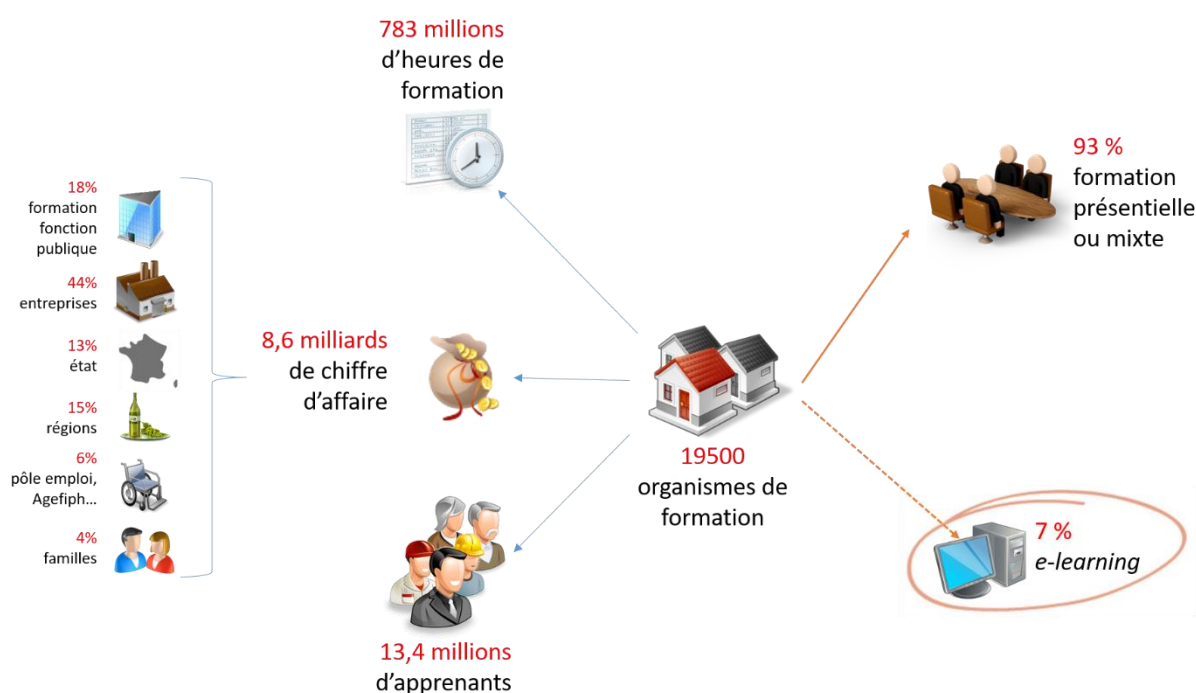 783 millions
d'heures de
formation
93 %
formation
présentielle
ou mixte
18%
formation
fonction
publique
44%
entreprises
13%
état
15%
régions
6%
pôle emploi,
Agefiph...
4%
familles
8,6 milliards
de chiffre
d'affaire
19500
organismes de
formation
7 %
e-learning
13,4 millions
d'apprenants